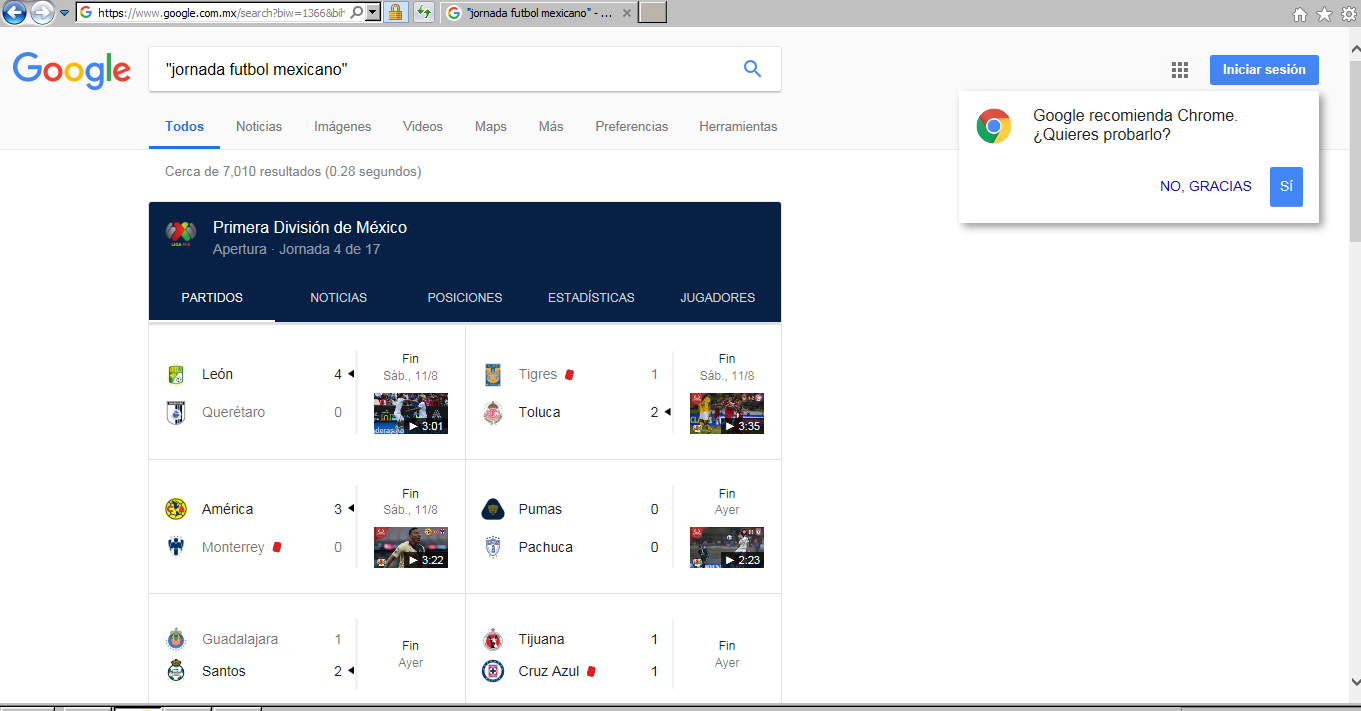 https://www.google.com.mx/search?biw=1366&bih
"jornada futbol mexicano" - ...
Google
"jornada futbol mexicano"
Iniciar sesión
Todos Noticias Imágenes Videos Maps Más Preferencias Herramientas
Google recomienda Chrome.
¿Quieres probarlo?
NO, GRACIAS SÍ
Cerca de 7,010 resultados (0.28 segundos)
LIGA MX
Primera División de México
Apertura · Jornada 4 de 17
PARTIDOS NOTICIAS POSICIONES ESTADÍSTICAS JUGADORES
León 4
Querétaro 0
Fin
Sáb., 11/8
3:01
Tigres 1
Toluca 2
Fin
Sáb., 11/8
3:35
América 3
Monterrey 0
Fin
Sáb., 11/8
3:22
Pumas 0
Pachuca 0
Fin
Ayer
2:23
Guadalajara 1
Santos 2
Fin
Ayer
Tijuana 1
Cruz Azul 1
Fin
Ayer